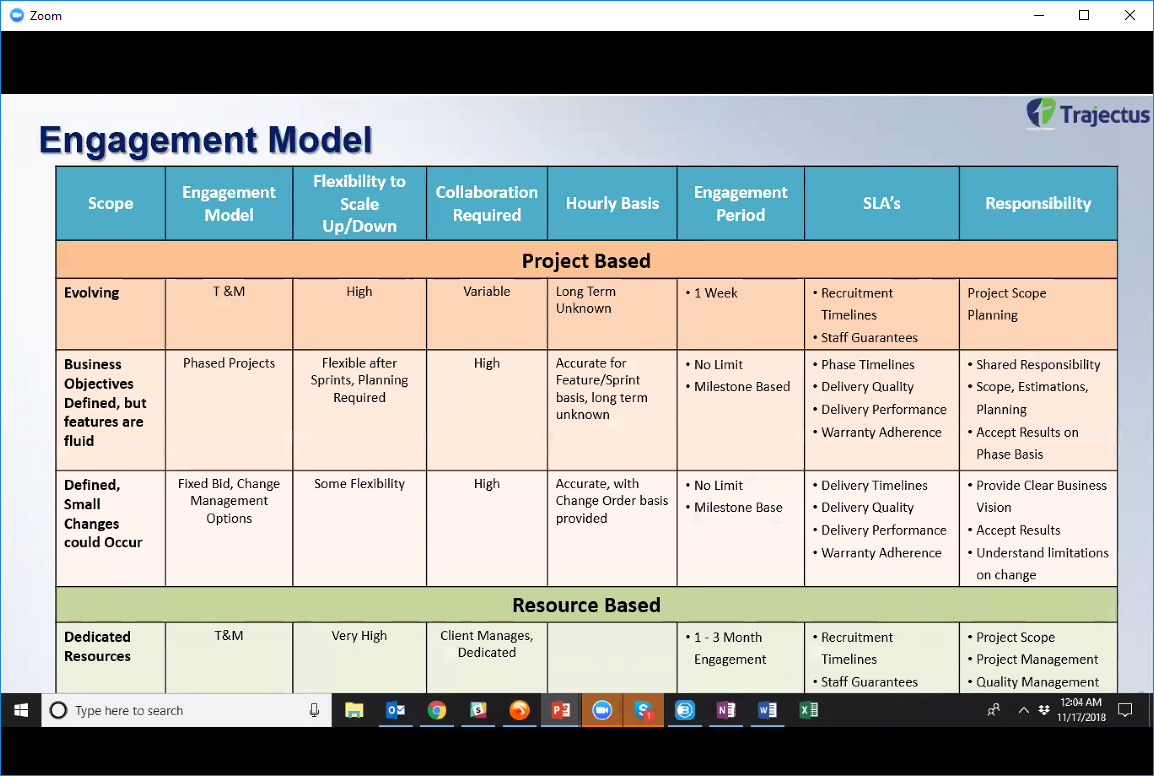 Zoom
Trajectus
Engagement Model
Scope
Engagement
Model
Flexibility to
Scale
Up/Down
Collaboration
Required
Hourly Basis
Engagement
Period
SLA's
Responsibility
Project Based
Evolving
T &M
High
Variable
Long Term
Unknown
• 1 Week
• Recruitment
Timelines
• Staff Guarantees
Project Scope
Planning
Business
Objectives
Defined, but
features are
fluid
Phased Projects
Flexible after
Sprints, Planning
Required
High
Accurate for
Feature/Sprint
basis, long term
unknown
• No Limit
• Milestone Based
• Phase Timelines
• Delivery Quality
• Delivery Performance
• Warranty Adherence
• Shared Responsibility
• Scope, Estimations,
Planning
• Accept Results on
Phase Basis
Defined,
Small
Changes
could Occur
Fixed Bid, Change
Management
Options
Some Flexibility
High
Accurate, with
Change Order basis
provided
• No Limit
• Milestone Base
• Delivery Timelines
• Delivery Quality
• Delivery Performance
• Warranty Adherence
• Provide Clear Business
Vision
• Accept Results
• Understand limitations
on change
Resource Based
Dedicated
Resources
T&M
Very High
Client Manages,
Dedicated
• 1 - 3 Month
Engagement
• Recruitment
Timelines
• Staff Guarantees
• Project Scope
• Project Management
• Quality Management
Type here to search
12:04 AM
11/17/2018